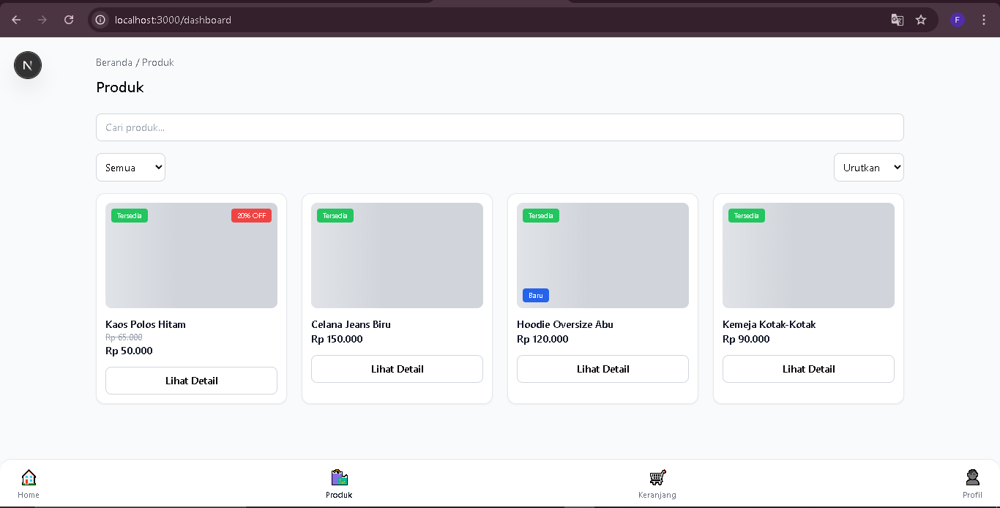 localhost:3000/dashboard
F
N
Beranda / Produk
Produk
Cari produk...
Semua
Urutkan
Tersedia
20% OFF
Kaos Polos Hitam
Rp 65.000
Rp 50.000
Lihat Detail
Tersedia
Celana Jeans Biru
Rp 150.000
Lihat Detail
Tersedia
Baru
Hoodie Oversize Abu
Rp 120.000
Lihat Detail
Tersedia
Kemeja Kotak-Kotak
Rp 90.000
Lihat Detail
Home
Produk
Keranjang
Profil